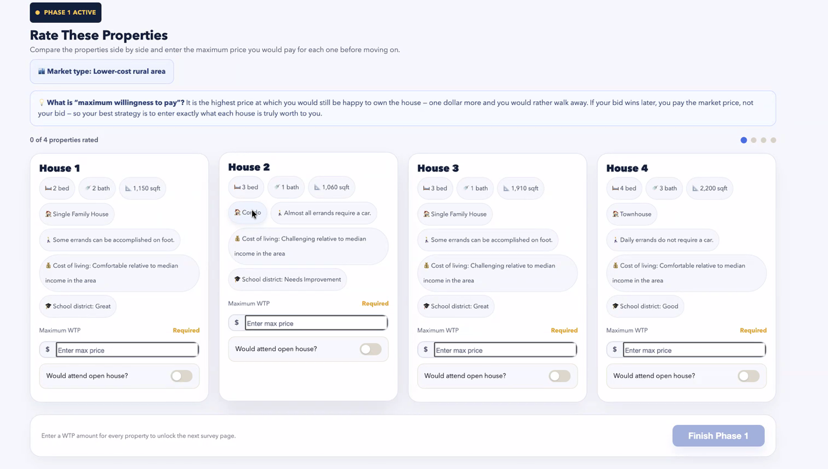 PHASE 1 ACTIVE
Rate These Properties
Compare the properties side by side and enter the maximum price you would pay for each one before moving on.
Market type: Lower-cost rural area
What is "maximum willingness to pay"? It is the highest price at which you would still be happy to own the house — one dollar more and you would rather walk away. If your bid wins later, you pay the market price, not
your bid — so your best strategy is to enter exactly what each house is truly worth to you.
0 of 4 properties rated
House 1
2 bed
2 bath
1,150 sqft
Single Family House
Some errands can be accomplished on foot.
Cost of living: Comfortable relative to median
income in the area
School district: Great
Maximum WTP
Required
$
Enter max price
Would attend open house?
House 2
3 bed
1 bath
1,060 sqft
Almost all errands require a car.
Cost of living: Challenging relative to median
income in the area
School district: Needs Improvement
Maximum WTP
Required
$
Enter max price
Would attend open house?
House 3
3 bed
1 bath
1,910 sqft
Single Family House
Some errands can be accomplished on foot.
Cost of living: Challenging relative to median
income in the area
School district: Great
Maximum WTP
Required
$
Enter max price
Would attend open house?
House 4
4 bed
3 bath
2,200 sqft
Townhouse
Daily errands do not require a car.
Cost of living: Comfortable relative to median
income in the area
School district: Good
Maximum WTP
Required
$
Enter max price
Would attend open house?
Enter a WTP amount for every property to unlock the next survey page.
Finish Phase 1